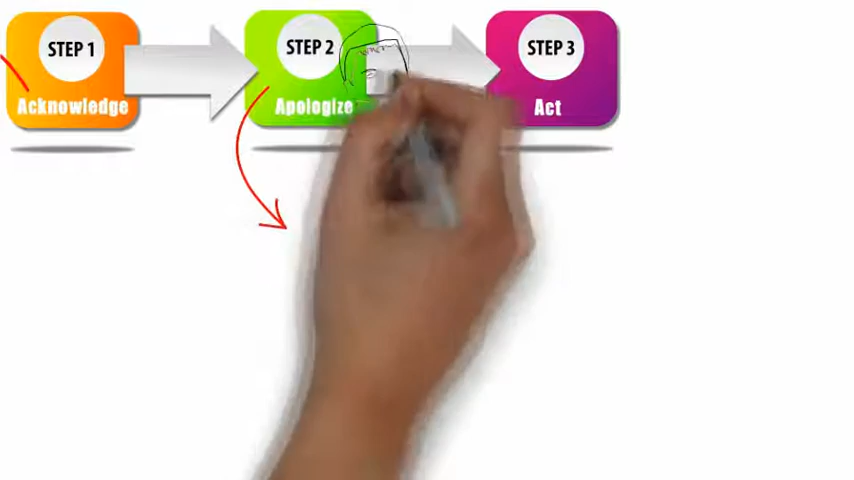 STEP 1
STEP 2
STEP 3
Acknowledge
Apologize
Act